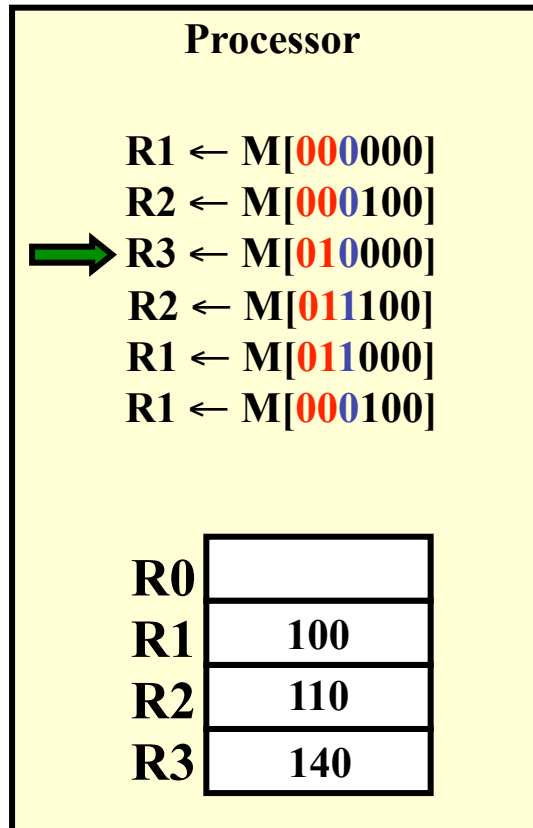 Processor
R1 ← M[000000]
R2 ← M[000100]
R3 ← M[010000]
R2 ← M[011100]
R1 ← M[011000]
R1 ← M[000100]
R0
R1 100
R2 110
R3 140